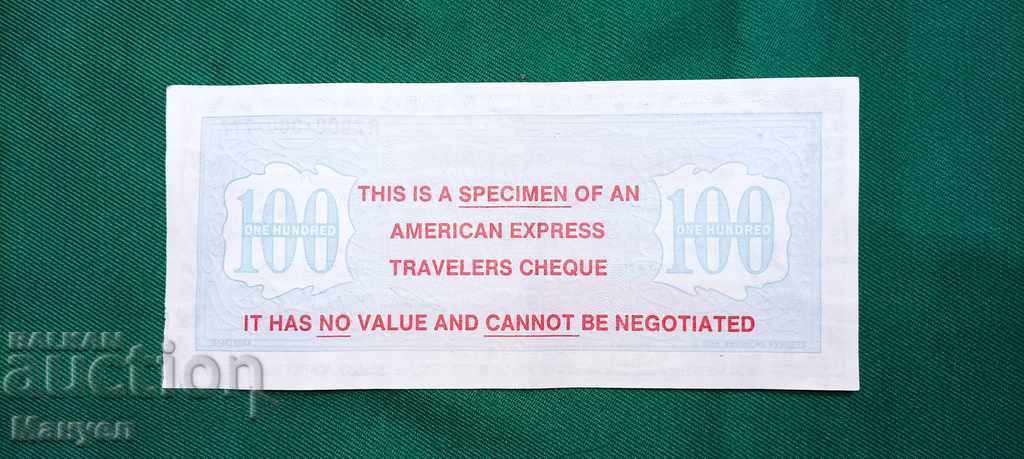 100 ONE HUNDRED
100 ONE HUNDRED
THIS IS A SPECIMEN OF AN
AMERICAN EXPRESS
TRAVELERS CHEQUE
IT HAS NO VALUE AND CANNOT BE NEGOTIATED
BALKAN
auction
Manyen